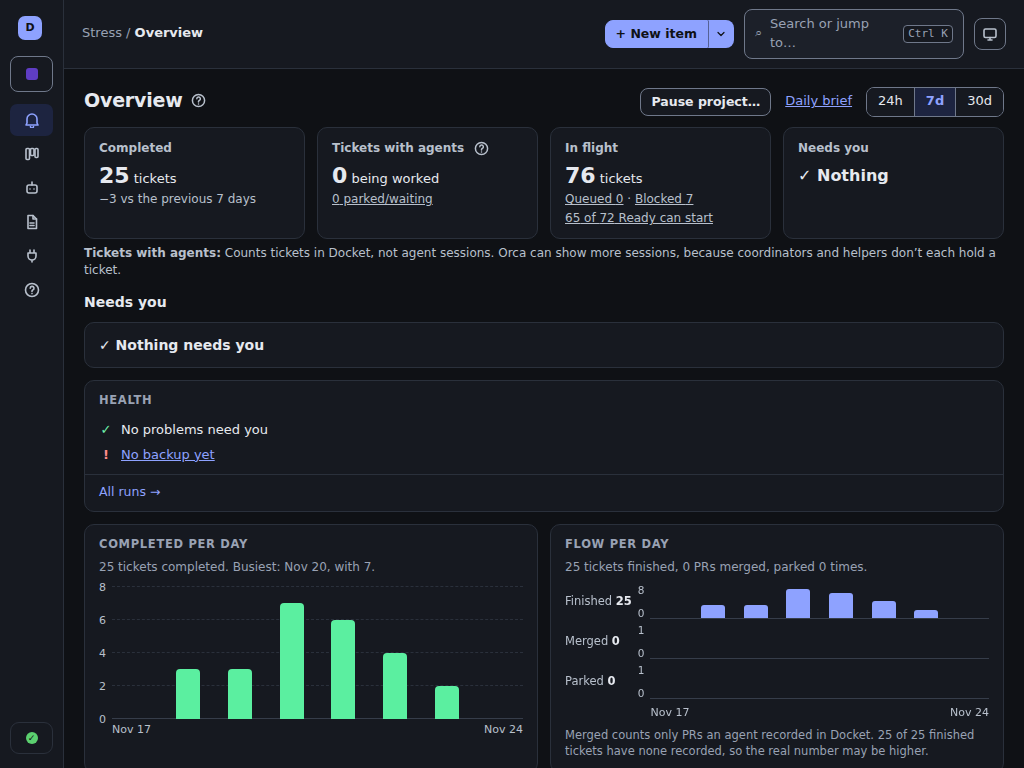 D
Stress / Overview
+ New item
Search or jump to…
Ctrl K
Overview
Pause project…
Daily brief
24h
7d
30d
Completed
25 tickets
−3 vs the previous 7 days
Tickets with agents
0 being worked
0 parked/waiting
In flight
76 tickets
Queued 0 · Blocked 7
65 of 72 Ready can start
Needs you
✓ Nothing
Tickets with agents: Counts tickets in Docket, not agent sessions. Orca can show more sessions, because coordinators and helpers don’t each hold a
ticket.
Needs you
✓ Nothing needs you
HEALTH
✓ No problems need you
! No backup yet
All runs →
COMPLETED PER DAY
25 tickets completed. Busiest: Nov 20, with 7.
8
6
4
2
0
Nov 17
Nov 24
FLOW PER DAY
25 tickets finished, 0 PRs merged, parked 0 times.
Finished 25
8
0
Merged 0
1
0
Parked 0
1
0
Nov 17
Nov 24
Merged counts only PRs an agent recorded in Docket. 25 of 25 finished
tickets have none recorded, so the real number may be higher.